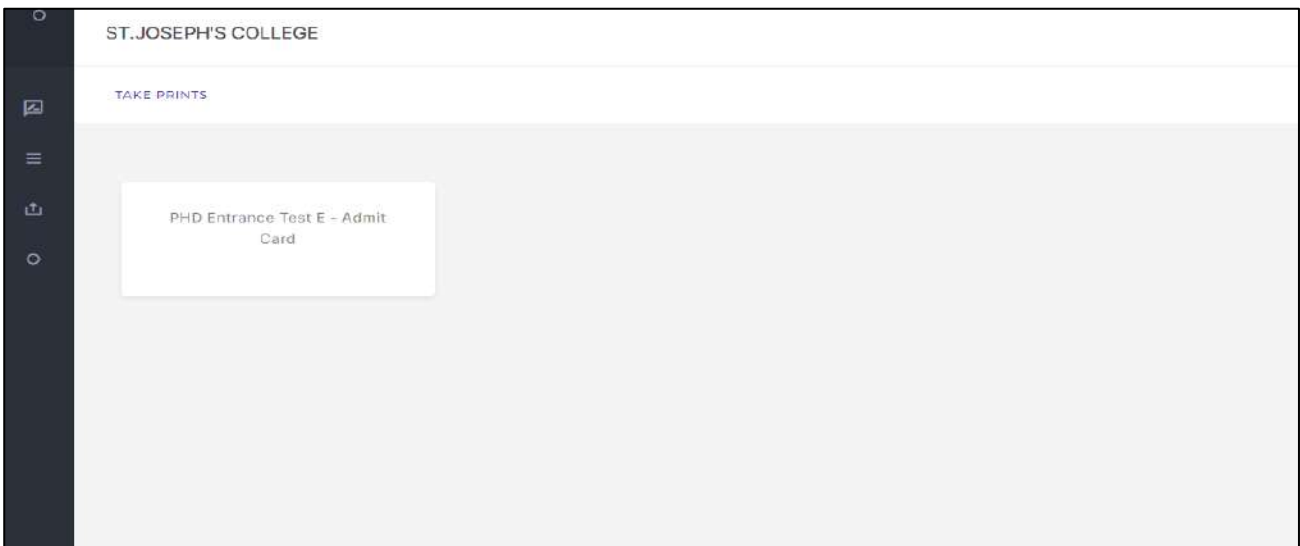 ST.JOSEPH'S COLLEGE
TAKE PRINTS
PHD Entrance Test E - Admit
Card